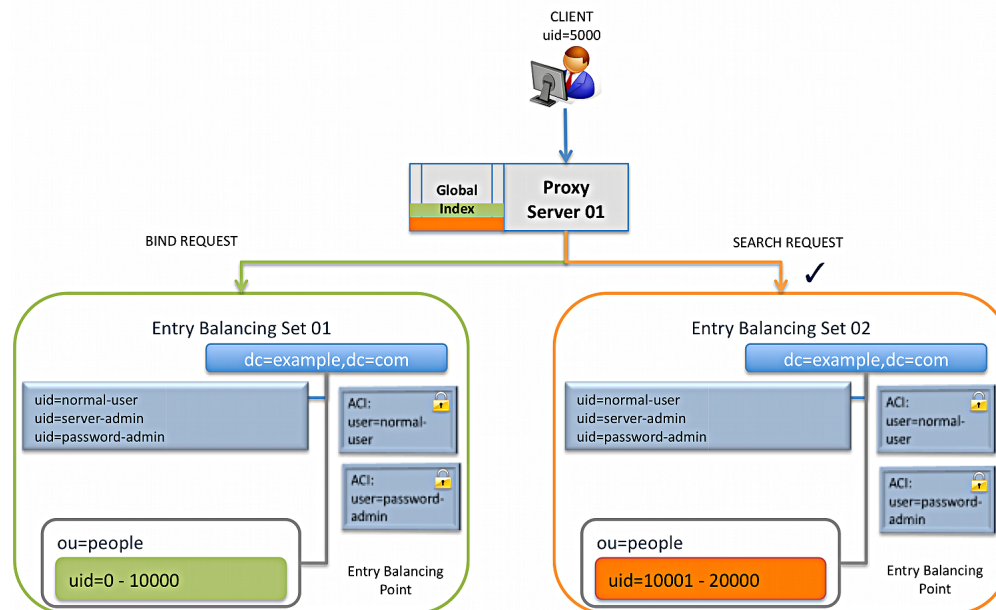 CLIENT
uid=5000
Global
Index
Proxy
Server 01
BIND REQUEST
SEARCH REQUEST
Entry Balancing Set 01
dc=example,dc=com
uid=normal-user
uid=server-admin
uid=password-admin
ACI:
user=normal-
user
ACI:
user=password-
admin
ou=people
uid=0 - 10000
Entry Balancing
Point
Entry Balancing Set 02
dc=example,dc=com
uid=normal-user
uid=server-admin
uid=password-admin
ACI:
user=normal-
user
ACI:
user=password-
admin
ou=people
uid=10001 - 20000
Entry Balancing
Point